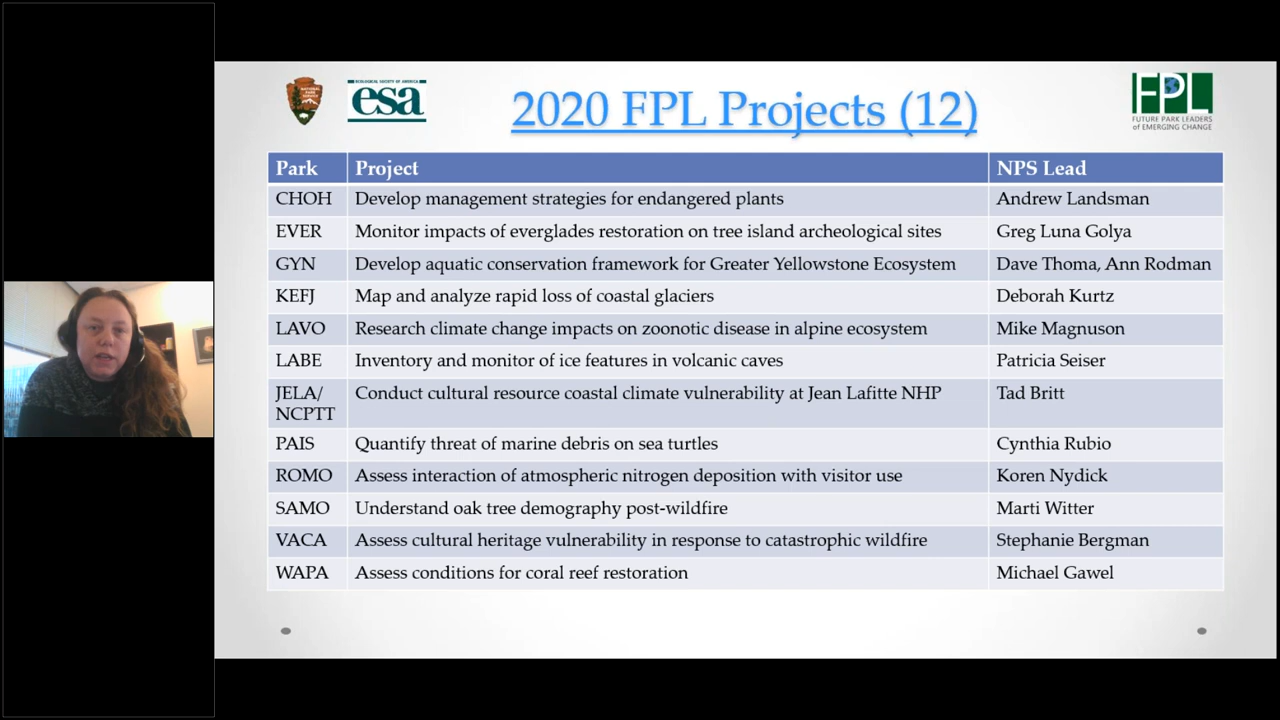 NATIONAL PARK SERVICE
ECOLOGICAL SOCIETY OF AMERICA
esa
2020 FPL Projects (12)
FPL
FUTURE PARK LEADERS
of EMERGING CHANGE
Park Project NPS Lead
CHOH Develop management strategies for endangered plants Andrew Landsman
EVER Monitor impacts of everglades restoration on tree island archeological sites Greg Luna Golya
GYN Develop aquatic conservation framework for Greater Yellowstone Ecosystem Dave Thoma, Ann Rodman
KEFJ Map and analyze rapid loss of coastal glaciers Deborah Kurtz
LAVO Research climate change impacts on zoonotic disease in alpine ecosystem Mike Magnuson
LABE Inventory and monitor of ice features in volcanic caves Patricia Seiser
JELA/ Conduct cultural resource coastal climate vulnerability at Jean Lafitte NHP Tad Britt
NCPTT
PAIS Quantify threat of marine debris on sea turtles Cynthia Rubio
ROMO Assess interaction of atmospheric nitrogen deposition with visitor use Koren Nydick
SAMO Understand oak tree demography post-wildfire Marti Witter
VACA Assess cultural heritage vulnerability in response to catastrophic wildfire Stephanie Bergman
WAPA Assess conditions for coral reef restoration Michael Gawel